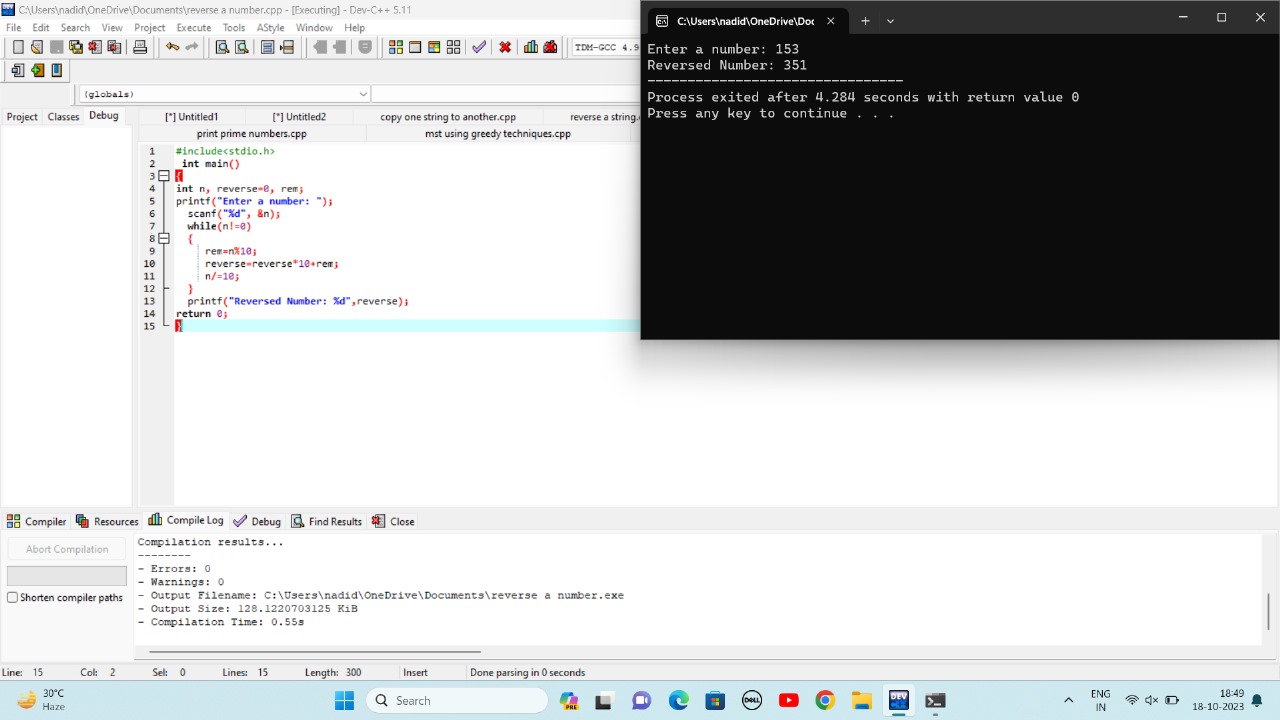 C:\Users\nadid\OneDrive\Documents\reverse a number.cpp - [Executing] - Dev-C++ 5.11
File Edit Search View Project Execute Tools AStyle Window Help
TDM-GCC 4.9
(globals)
Project Classes Debug
[*] Untitled1 [*] Untitled2 copy one string to another.cpp reverse a string.
print prime numbers.cpp mst using greedy techniques.cpp
1 #include<stdio.h>
2 int main()
3 {
4 int n, reverse=0, rem;
5 printf("Enter a number: ");
6 scanf("%d", &n);
7 while(n!=0)
8 {
9 rem=n%10;
10 reverse=reverse*10+rem;
11 n/=10;
12 }
13 printf("Reversed Number: %d",reverse);
14 return 0;
15 }
C:\Users\nadid\OneDrive\Doc
Enter a number: 153
Reversed Number: 351
--------------------------------
Process exited after 4.284 seconds with return value 0
Press any key to continue . . .
Compiler Resources Compile Log Debug Find Results Close
Abort Compilation
Shorten compiler paths
Compilation results...
--------
- Errors: 0
- Warnings: 0
- Output Filename: C:\Users\nadid\OneDrive\Documents\reverse a number.exe
- Output Size: 128.1220703125 KiB
- Compilation Time: 0.55s
Line: 15 Col: 2 Sel: 0 Lines: 15 Length: 300 Insert Done parsing in 0 seconds
30°C
Haze
Search
PRE
DELL
DEV
ENG
IN
18:49
18-10-2023